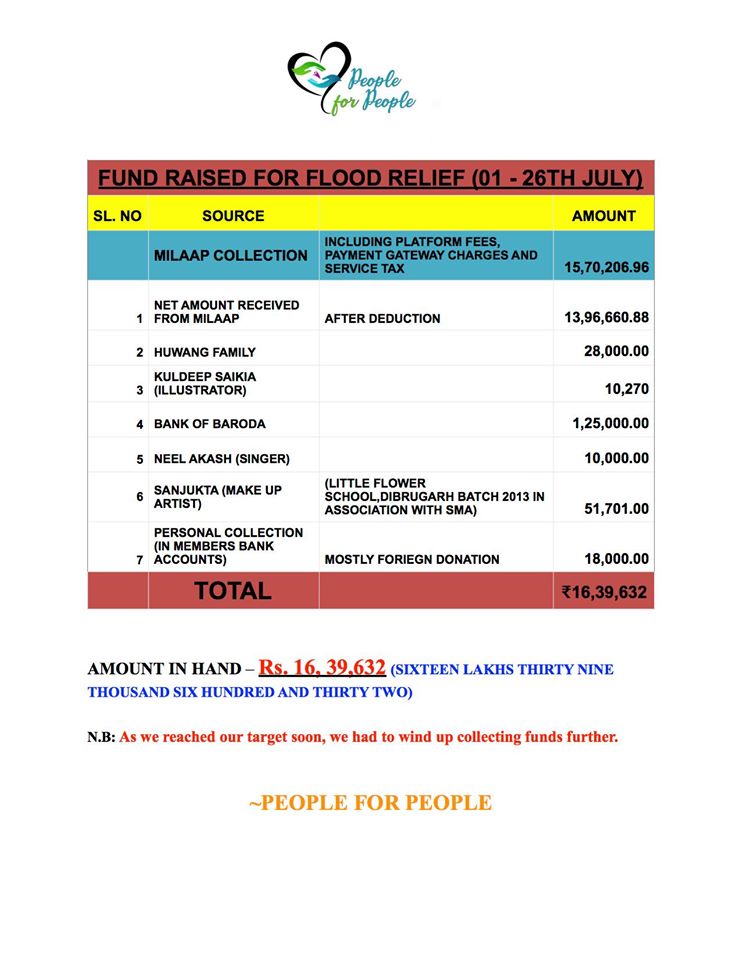 People
for People
FUND RAISED FOR FLOOD RELIEF (01 - 26TH JULY)
SL. NO SOURCE AMOUNT
MILAAP COLLECTION INCLUDING PLATFORM FEES, PAYMENT GATEWAY CHARGES AND SERVICE TAX 15,70,206.96
1 NET AMOUNT RECEIVED FROM MILAAP AFTER DEDUCTION 13,96,660.88
2 HUWANG FAMILY 28,000.00
3 KULDEEP SAIKIA (ILLUSTRATOR) 10,270
4 BANK OF BARODA 1,25,000.00
5 NEEL AKASH (SINGER) 10,000.00
6 SANJUKTA (MAKE UP ARTIST) (LITTLE FLOWER SCHOOL,DIBRUGARH BATCH 2013 IN ASSOCIATION WITH SMA) 51,701.00
7 PERSONAL COLLECTION (IN MEMBERS BANK ACCOUNTS) MOSTLY FORIEGN DONATION 18,000.00
TOTAL ₹16,39,632
AMOUNT IN HAND – Rs. 16, 39,632 (SIXTEEN LAKHS THIRTY NINE
THOUSAND SIX HUNDRED AND THIRTY TWO)
N.B: As we reached our target soon, we had to wind up collecting funds further.
~PEOPLE FOR PEOPLE